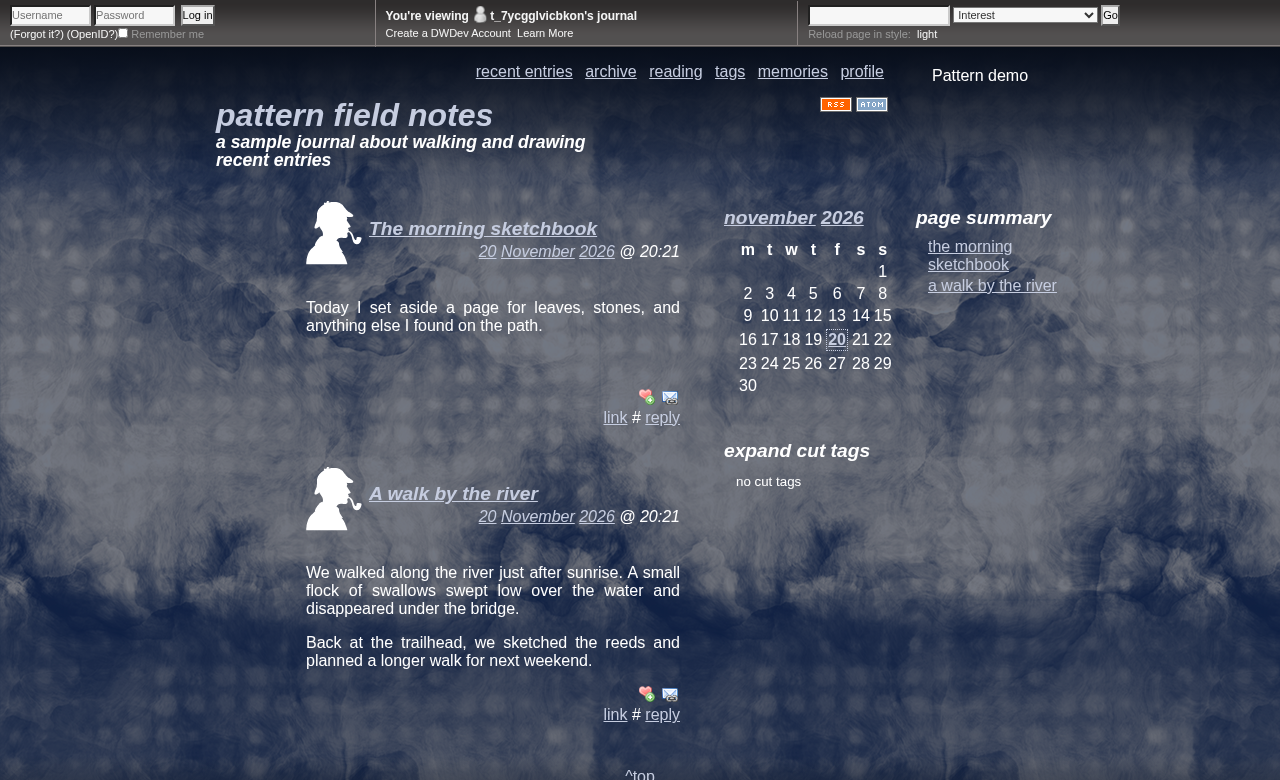 Username Password Log in
(Forgot it?) (OpenID?) Remember me
You're viewing t_7ycgglvicbkon's journal
Create a DWDev Account Learn More
Interest Go
Reload page in style: light
recent entries archive reading tags memories profile
Pattern demo
RSS ATOM
pattern field notes
a sample journal about walking and drawing
recent entries
The morning sketchbook
20 November 2026 @ 20:21
Today I set aside a page for leaves, stones, and
anything else I found on the path.
link # reply
A walk by the river
20 November 2026 @ 20:21
We walked along the river just after sunrise. A small
flock of swallows swept low over the water and
disappeared under the bridge.
Back at the trailhead, we sketched the reeds and
planned a longer walk for next weekend.
link # reply
^top
november 2026
m t w t f s s
1
2 3 4 5 6 7 8
9 10 11 12 13 14 15
16 17 18 19 20 21 22
23 24 25 26 27 28 29
30
expand cut tags
no cut tags
page summary
the morning
sketchbook
a walk by the river